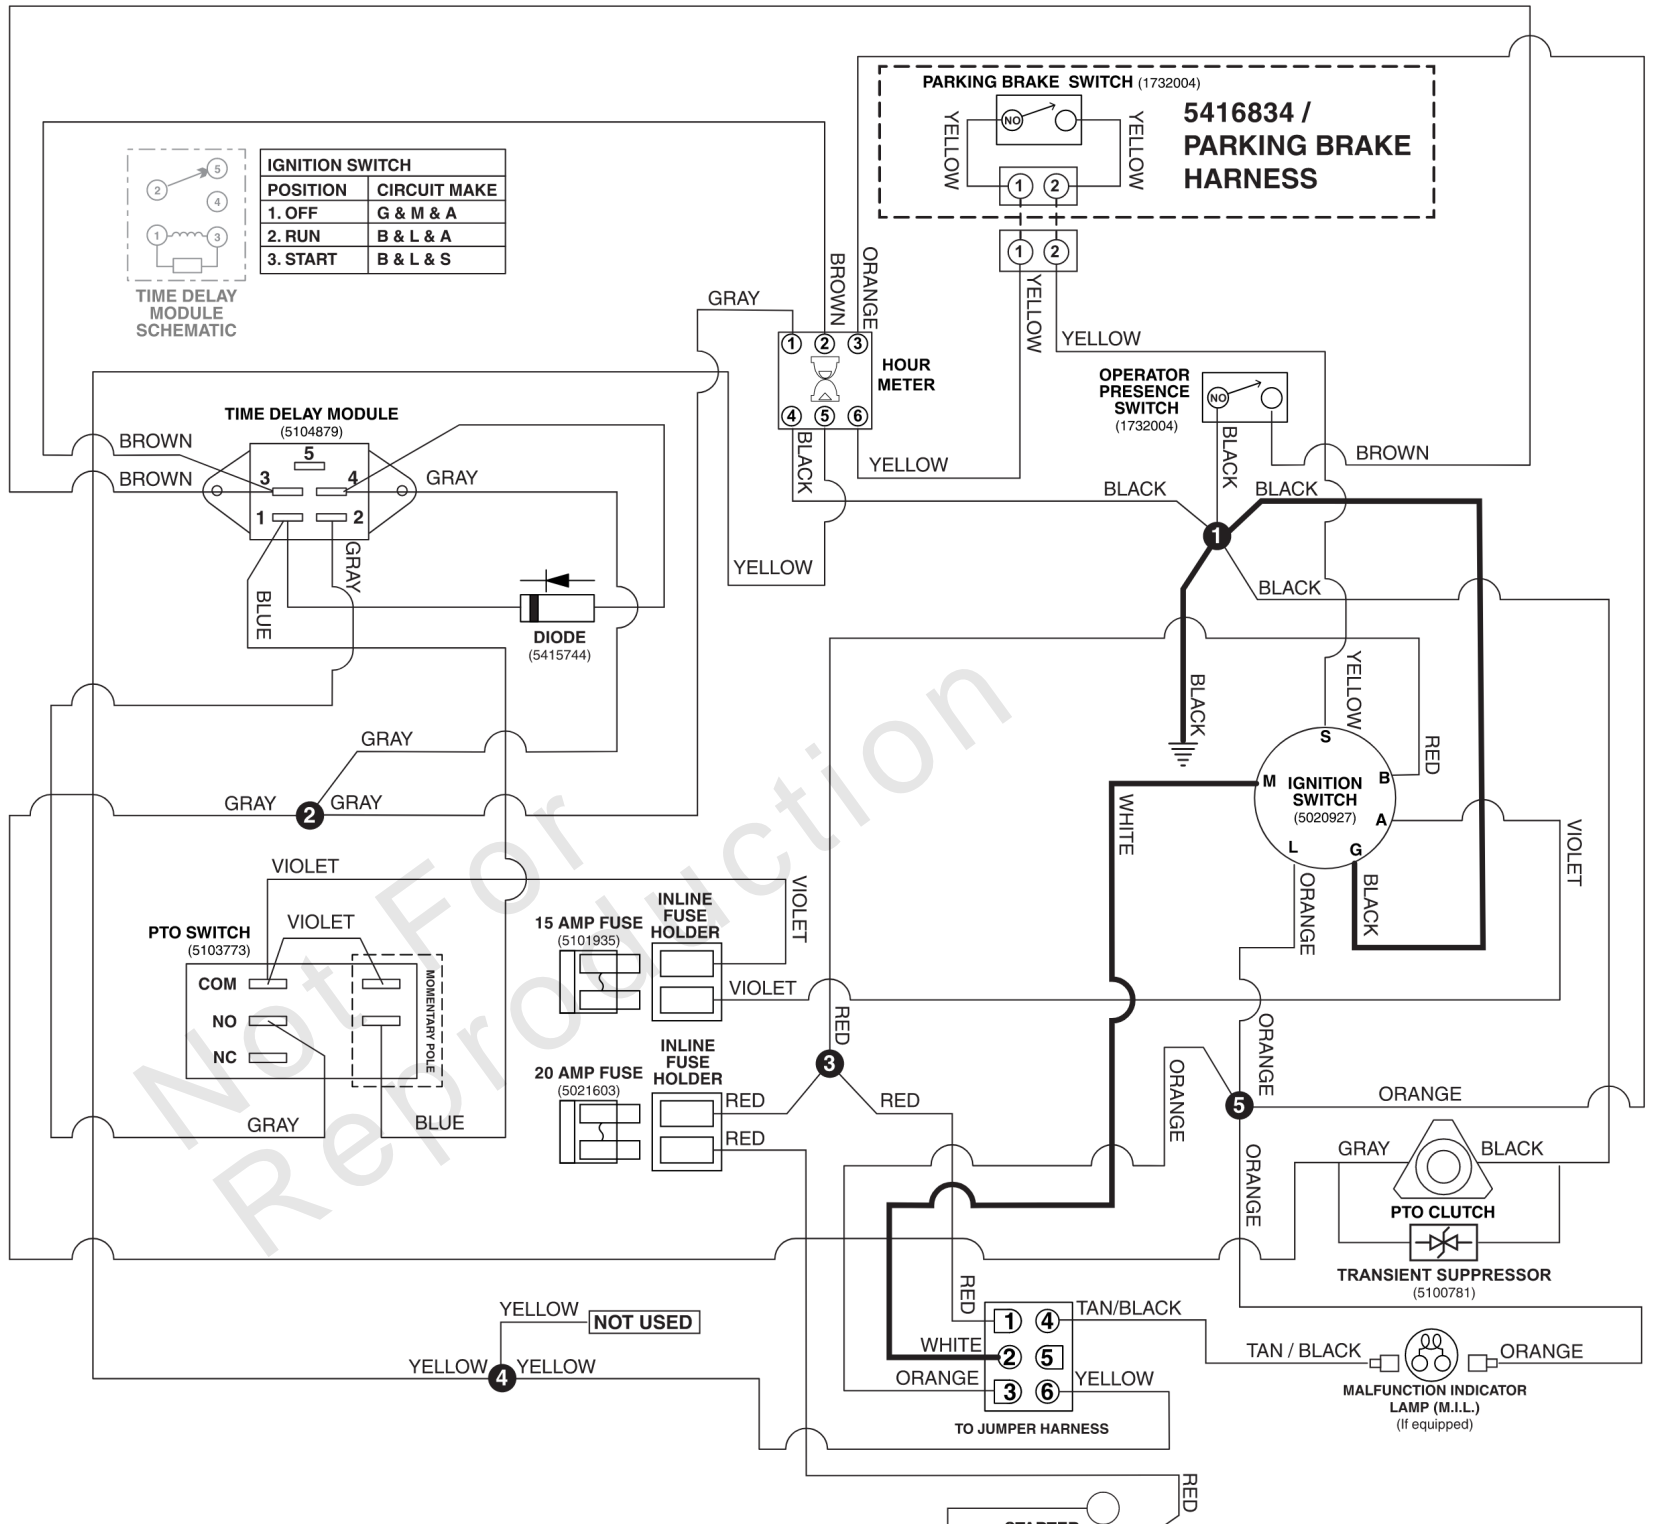 PARKING BRAKE SWITCH (1732004)
NO
YELLOW
YELLOW
1 2
5416834 /
PARKING BRAKE
HARNESS
1 2
YELLOW
YELLOW
5
2
4
1 3
TIME DELAY
MODULE
SCHEMATIC
IGNITION SWITCH
POSITION CIRCUIT MAKE
1. OFF G & M & A
2. RUN B & L & A
3. START B & L & S
GRAY
BROWN
ORANGE
1 2 3
HOUR
METER
4 5 6
BLACK
YELLOW
YELLOW
OPERATOR
PRESENCE
SWITCH
(1732004)
NO
BLACK
BROWN
BLACK
BLACK
1
BLACK
BLACK
TIME DELAY MODULE
(5104879)
BROWN
BROWN
5
3 4
1 2
GRAY
GRAY
BLUE
DIODE
(5415744)
GRAY
GRAY
2
GRAY
YELLOW
RED
S
M
B
A
L
G
IGNITION
SWITCH
(5020927)
WHITE
ORANGE
BLACK
VIOLET
VIOLET
VIOLET
VIOLET
PTO SWITCH
(5103773)
COM
NO
NC
MOMENTARY POLE
GRAY
BLUE
15 AMP FUSE
(5101935)
INLINE
FUSE
HOLDER
VIOLET
20 AMP FUSE
(5021603)
INLINE
FUSE
HOLDER
RED
RED
RED
3
RED
ORANGE
ORANGE
5
ORANGE
ORANGE
GRAY
BLACK
PTO CLUTCH
TRANSIENT SUPPRESSOR
(5100781)
RED
1 4
2 5
3 6
TAN/BLACK
WHITE
ORANGE
YELLOW
TO JUMPER HARNESS
TAN / BLACK
ORANGE
MALFUNCTION INDICATOR
LAMP (M.I.L.)
(If equipped)
YELLOW
NOT USED
YELLOW
4
YELLOW
RED
Not For
Reproduction